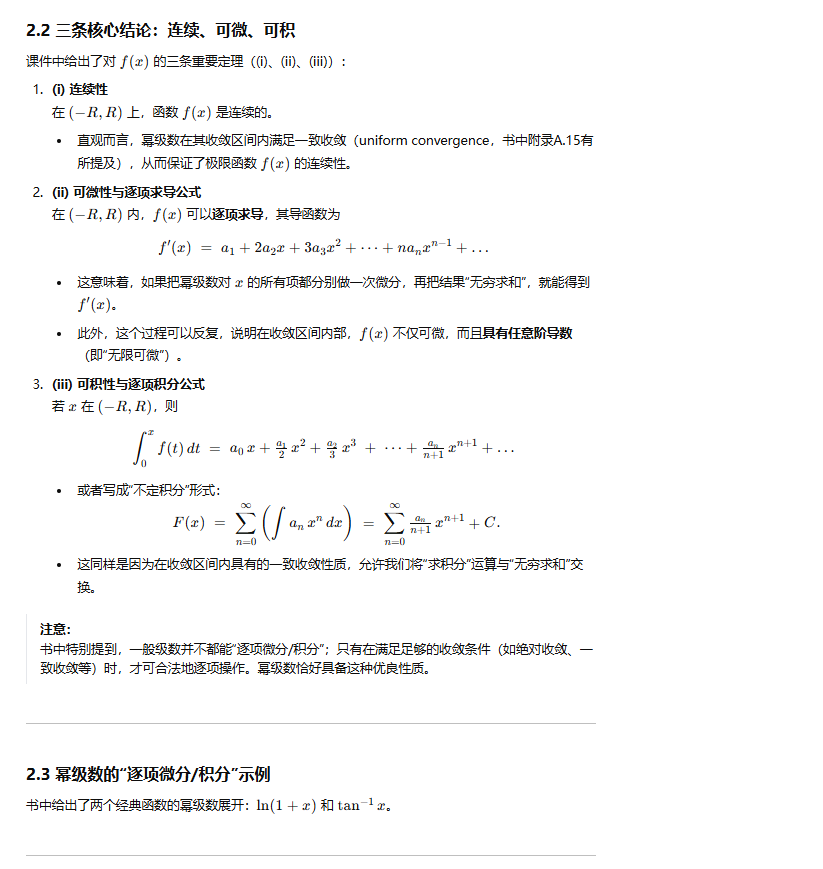 2.2 三条核心结论：连续、可微、可积
课件中给出了对 f(x) 的三条重要定理（(i)、(ii)、(iii)）：
1. (i) 连续性
在 (−R, R) 上，函数 f(x) 是连续的。
• 直观而言，幂级数在其收敛区间内满足一致收敛（uniform convergence，书中附录A.15有
所提及），从而保证了极限函数 f(x) 的连续性。
2. (ii) 可微性与逐项求导公式
在 (−R, R) 内，f(x) 可以逐项求导，其导函数为
f′(x) = a₁ + 2a₂x + 3a₃x² + ⋯ + naₙxⁿ⁻¹ + …
• 这意味着，如果把幂级数对 x 的所有项都分别做一次微分，再把结果“无穷求和”，就能得到
f′(x)。
• 此外，这个过程可以反复，说明在收敛区间内部，f(x) 不仅可微，而且具有任意阶导数
（即“无限可微”）。
3. (iii) 可积性与逐项积分公式
若 x 在 (−R, R)，则
∫₀ˣ f(t) dt = a₀ x + a₁/2 x² + a₂/3 x³ + ⋯ + aₙ/(n+1) xⁿ⁺¹ + …
• 或者写成“不定积分”形式：
F(x) = ∑_{n=0}^{∞} (∫ aₙ xⁿ dx) = ∑_{n=0}^{∞} aₙ/(n+1) xⁿ⁺¹ + C.
• 这同样是因为在收敛区间内具有的一致收敛性质，允许我们将“求积分”运算与“无穷求和”交
换。
注意：
书中特别提到，一般级数并不都能“逐项微分/积分”；只有在满足足够的收敛条件（如绝对收敛、一
致收敛等）时，才可合法地逐项操作。幂级数恰好具备这种优良性质。
2.3 幂级数的“逐项微分/积分”示例
书中给出了两个经典函数的幂级数展开：ln(1 + x) 和 tan⁻¹ x。